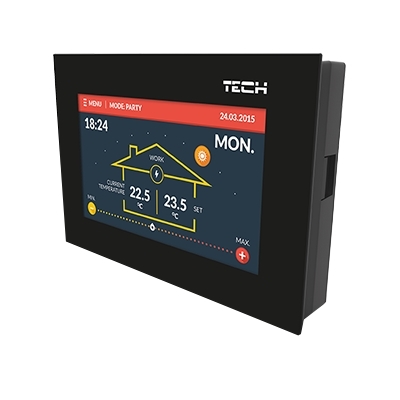 TECH
MENU MODE: PARTY 24.03.2015
18:24 MON.
WORK
CURRENT TEMPERATURE 22.5 °C 23.5 °C SET
MIN. MAX.